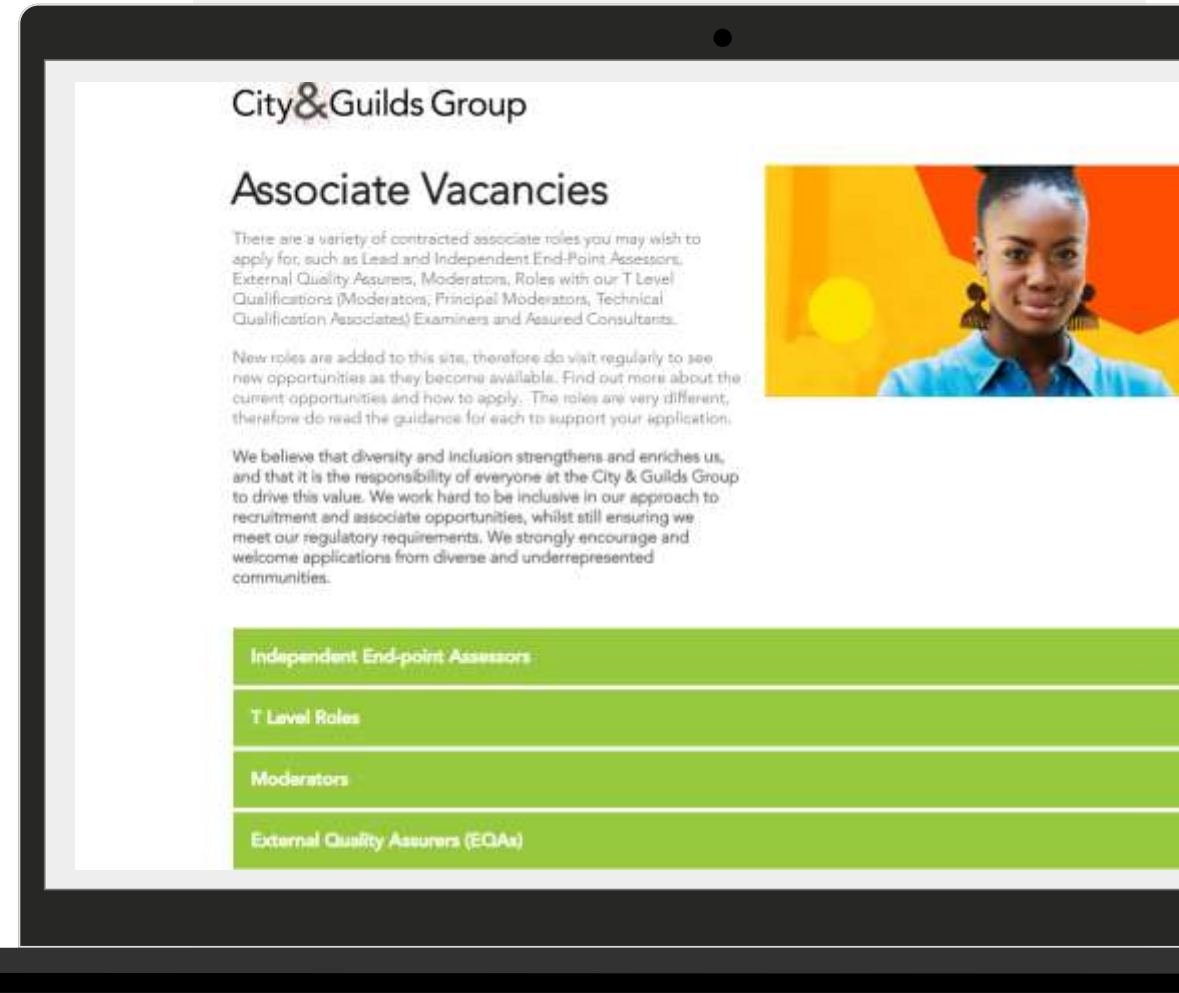 City&Guilds Group
Associate Vacancies
There are a variety of contracted associate roles you may wish to
apply for, such as Lead and Independent End-Point Assessors,
External Quality Assurers, Moderators, Roles with our T Level
Qualifications (Moderators, Principal Moderators, Technical
Qualification Associates) Examiners and Assured Consultants.
New roles are added to this site, therefore do visit regularly to see
new opportunities as they become available. Find out more about the
current opportunities and how to apply. The roles are very different,
therefore do read the guidance for each to support your application.
We believe that diversity and inclusion strengthens and enriches us,
and that it is the responsibility of everyone at the City & Guilds Group
to drive this value. We work hard to be inclusive in our approach to
recruitment and associate opportunities, whilst still ensuring we
meet our regulatory requirements. We strongly encourage and
welcome applications from diverse and underrepresented
communities.
Independent End-point Assessors
T Level Roles
Moderators
External Quality Assurers (EQAs)